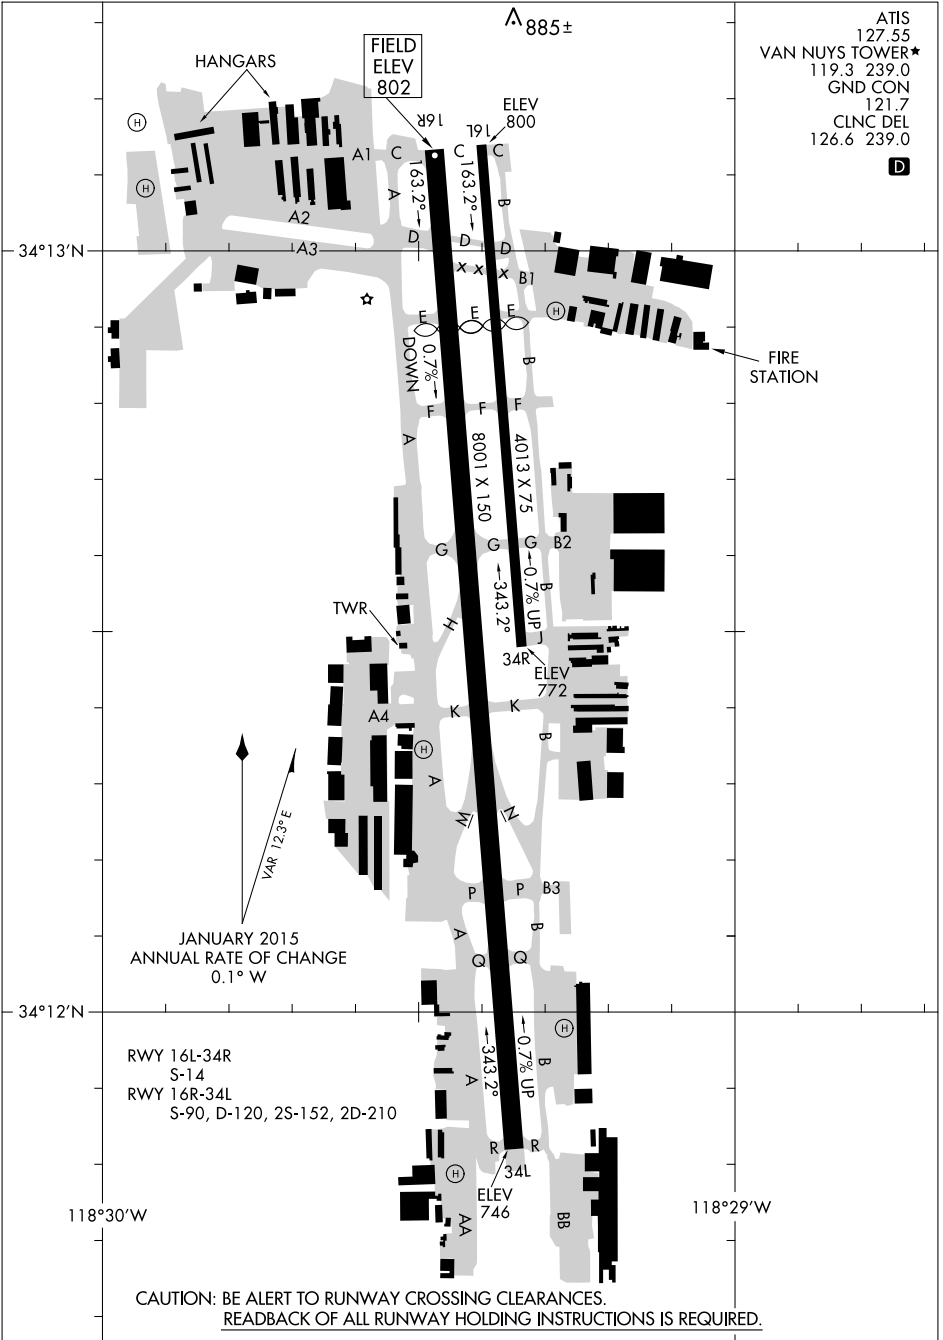 885±
ATIS
127.55
VAN NUYS TOWER★
119.3 239.0
GND CON
121.7
CLNC DEL
126.6 239.0
D
HANGARS
FIELD
ELEV
802
ELEV
800
16R
16L
H
H
A1
C
C
C
163.2°
163.2°
A
B
A2
A3
D
D
D
34°13'N
X X X
B1
E
E
E
H
FIRE
STATION
0.7%
DOWN
B
F
F
F
A
8001 X 150
4013 X 75
G
G
G
B2
343.2°
0.7% UP
B
TWR
H
J
34R
ELEV
772
A4
K
K
B
H
A
M
N
VAR 12.3° E
P
P
B3
A
B
JANUARY 2015
ANNUAL RATE OF CHANGE
0.1° W
Q
Q
34°12'N
H
343.2°
0.7% UP
A
B
RWY 16L-34R
S-14
RWY 16R-34L
S-90, D-120, 2S-152, 2D-210
R
R
34L
H
ELEV
746
AA
BB
118°30'W
118°29'W
CAUTION: BE ALERT TO RUNWAY CROSSING CLEARANCES.
READBACK OF ALL RUNWAY HOLDING INSTRUCTIONS IS REQUIRED.